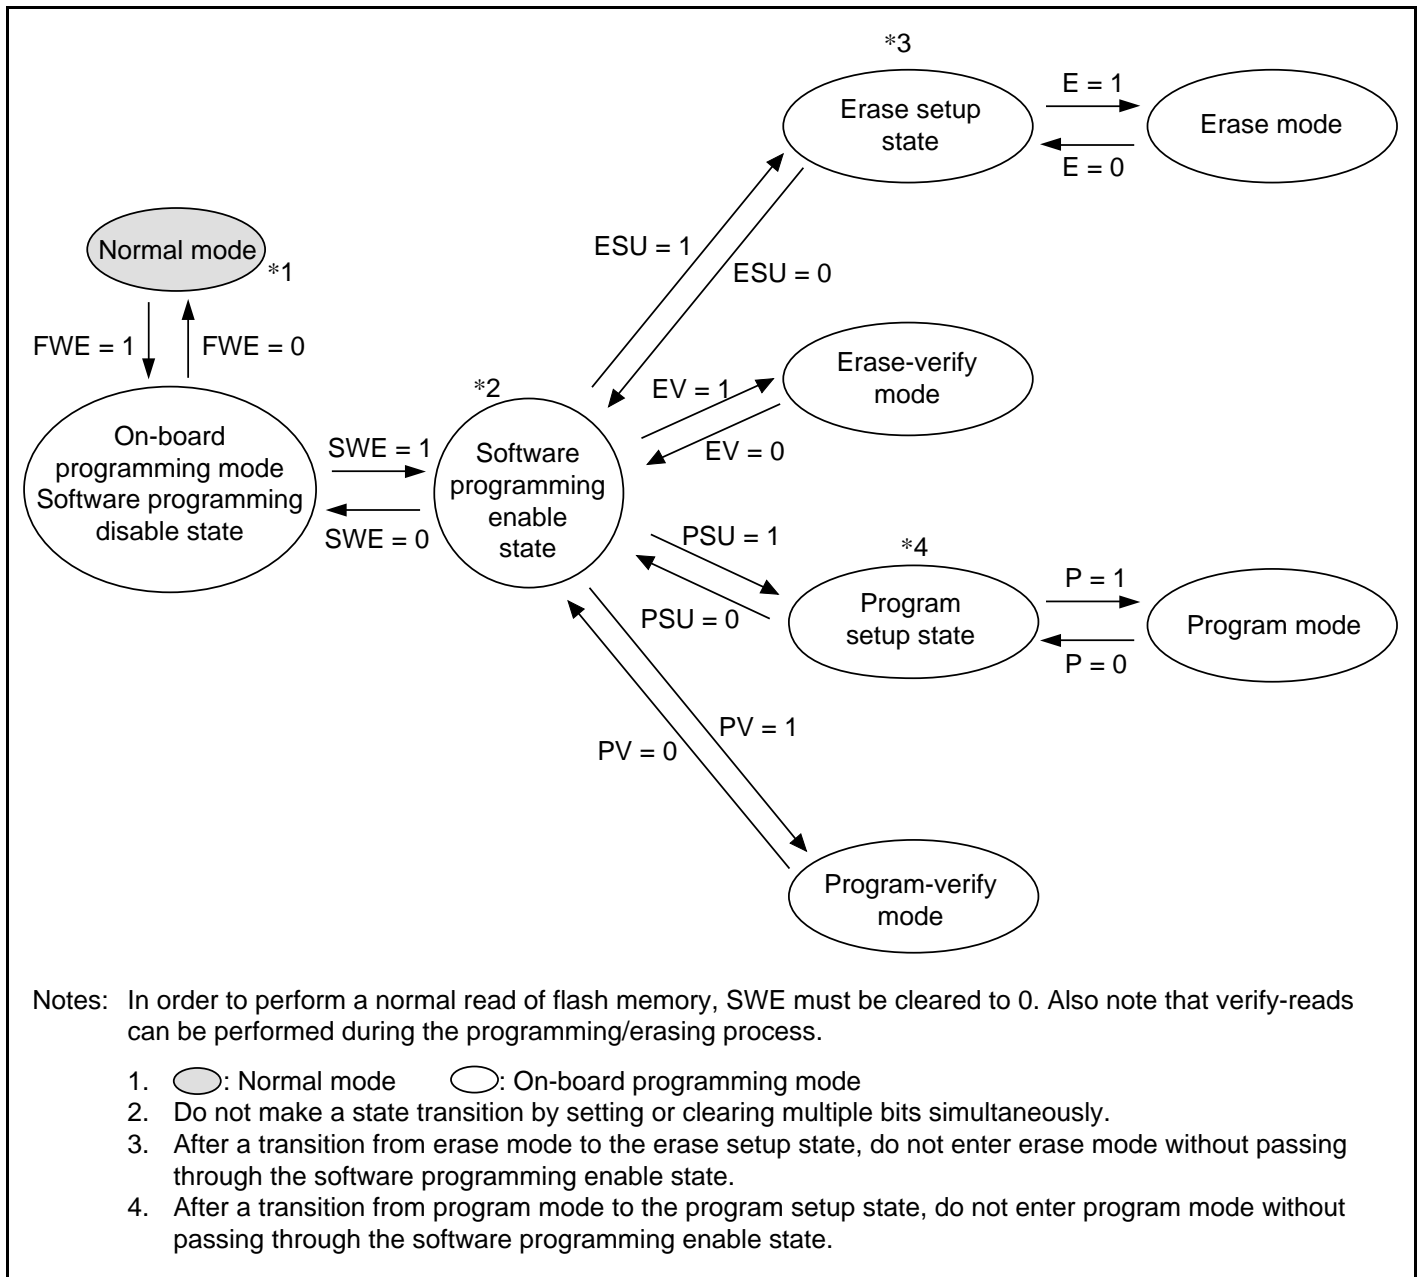 *3
Erase setup
state
E = 1
E = 0
Erase mode
Normal mode
*1
ESU = 1
ESU = 0
FWE = 1
FWE = 0
Erase-verify
mode
*2
EV = 1
EV = 0
On-board
programming mode
Software programming
disable state
SWE = 1
SWE = 0
Software
programming
enable
state
PSU = 1
PSU = 0
*4
Program
setup state
P = 1
P = 0
Program mode
PV = 1
PV = 0
Program-verify
mode
Notes: In order to perform a normal read of flash memory, SWE must be cleared to 0. Also note that verify-reads
can be performed during the programming/erasing process.
1. : Normal mode : On-board programming mode
2. Do not make a state transition by setting or clearing multiple bits simultaneously.
3. After a transition from erase mode to the erase setup state, do not enter erase mode without passing
through the software programming enable state.
4. After a transition from program mode to the program setup state, do not enter program mode without
passing through the software programming enable state.